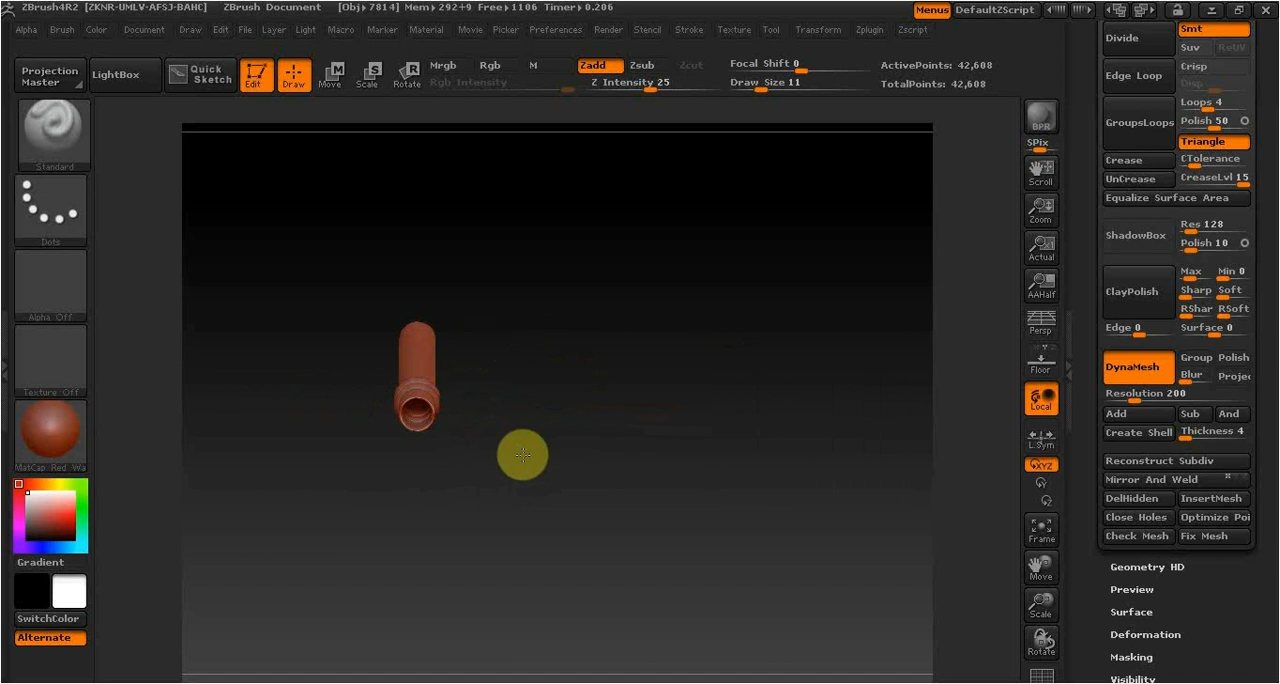 ZBrush4R2 [ZKNR-UMLV-AFSJ-BAHC] ZBrush Document [Obj▸7814] Mem▸292+9 Free▸1106 Timer▸0.206 Menus DefaultZScript
Alpha Brush Color Document Draw Edit File Layer Light Macro Marker Material Movie Picker Preferences Render Stencil Stroke Texture Tool Transform Zplugin Zscript
Projection Master
LightBox
Quick Sketch
Edit
Draw
Move
Scale
Rotate
Mrgb Rgb M
Rgb Intensity
Zadd Zsub Zcut
Z Intensity 25
Focal Shift 0
Draw Size 11
ActivePoints: 42,608
TotalPoints: 42,608
Standard
Dots
Alpha Off
Texture Off
MatCap Red Wa
Gradient
SwitchColor
Alternate
BPR
SPix
Scroll
Zoom
Actual
AAHalf
Persp
Floor
Local
L.Sym
XYZ
Y
Z
Frame
Move
Scale
Rotate
Divide Smt
Suv ReUV
Edge Loop Crisp
Disp
GroupsLoops Loops 4
Polish 50
Triangle
Crease CTolerance
UnCrease CreaseLvl 15
Equalize Surface Area
ShadowBox Res 128
Polish 10
ClayPolish Max Min 0
Sharp Soft
RShar RSoft
Edge 0 Surface 0
DynaMesh Group Polish
Blur Projec
Resolution 200
Add Sub And
Create Shell Thickness 4
Reconstruct Subdiv
Mirror And Weld
DelHidden InsertMesh
Close Holes Optimize Poi
Check Mesh Fix Mesh
Geometry HD
Preview
Surface
Deformation
Masking
Visibility